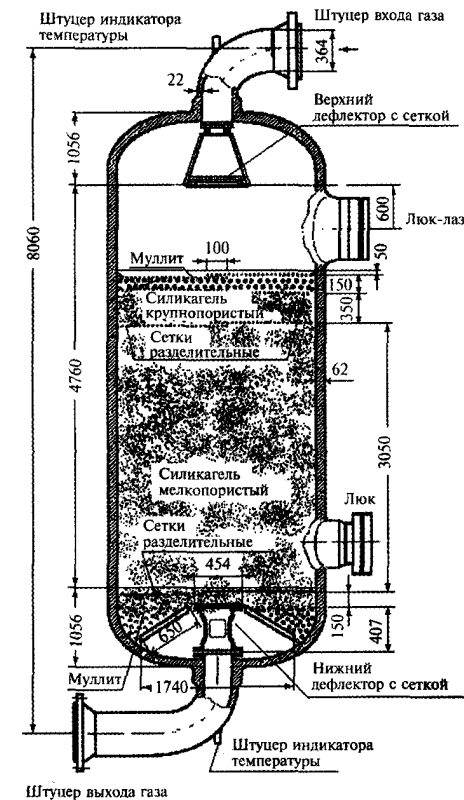 Штуцер индикатора
температуры
Штуцер входа газа
364
22
Верхний
дефлектор с сеткой
1056
600
Люк-лаз
8060
100
50
Муллит
150
Силикагель
крупнопористый
350
Сетки
разделительные
62
4760
3050
Силикагель
мелкопористый
Люк
Сетки
разделительные
454
1056
650
150
407
Муллит
1740
Нижний
дефлектор с сеткой
Штуцер индикатора
температуры
Штуцер выхода газа